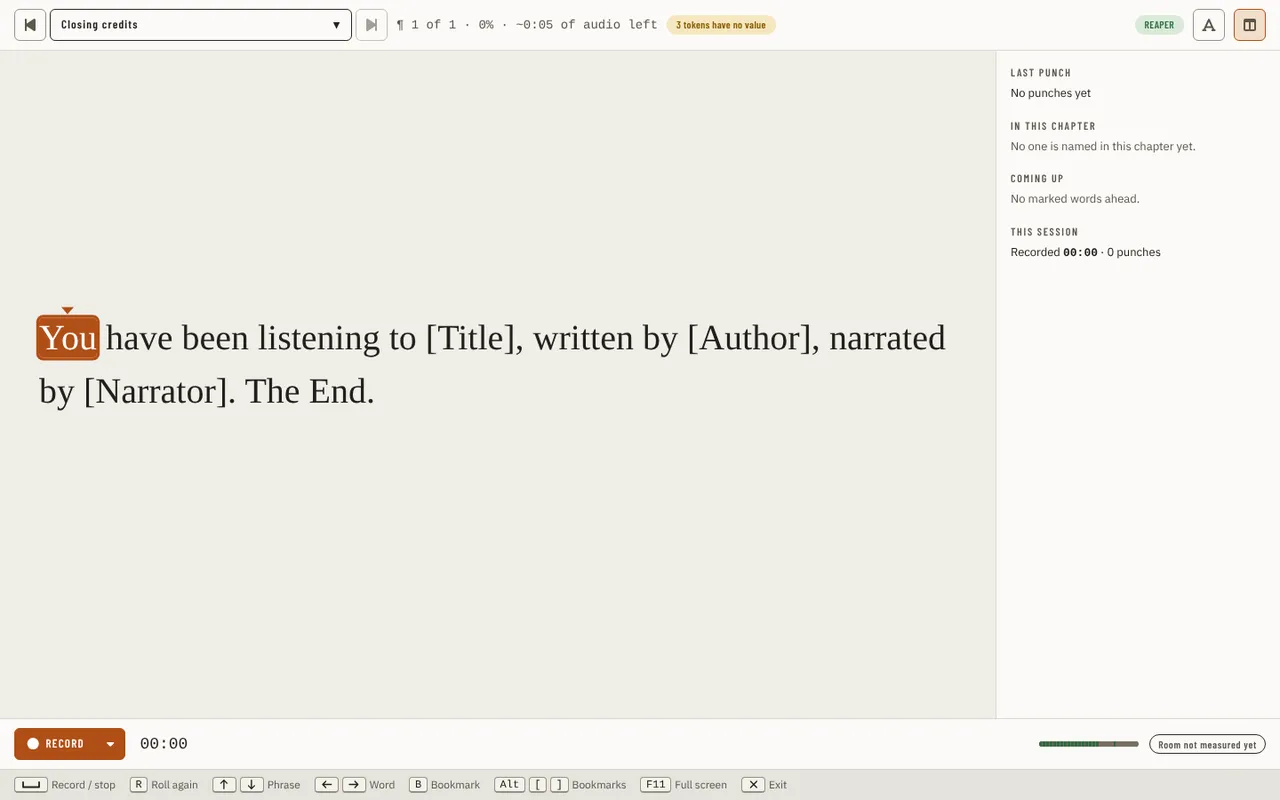 Closing credits ▼ ¶ 1 of 1 · 0% · ~0:05 of audio left 3 tokens have no value REAPER A
LAST PUNCH
No punches yet
IN THIS CHAPTER
No one is named in this chapter yet.
COMING UP
No marked words ahead.
THIS SESSION
Recorded 00:00 · 0 punches
You have been listening to [Title], written by [Author], narrated
by [Narrator]. The End.
RECORD 00:00 Room not measured yet
Record / stop R Roll again ↑ ↓ Phrase ← → Word B Bookmark Alt [ ] Bookmarks F11 Full screen ✕ Exit